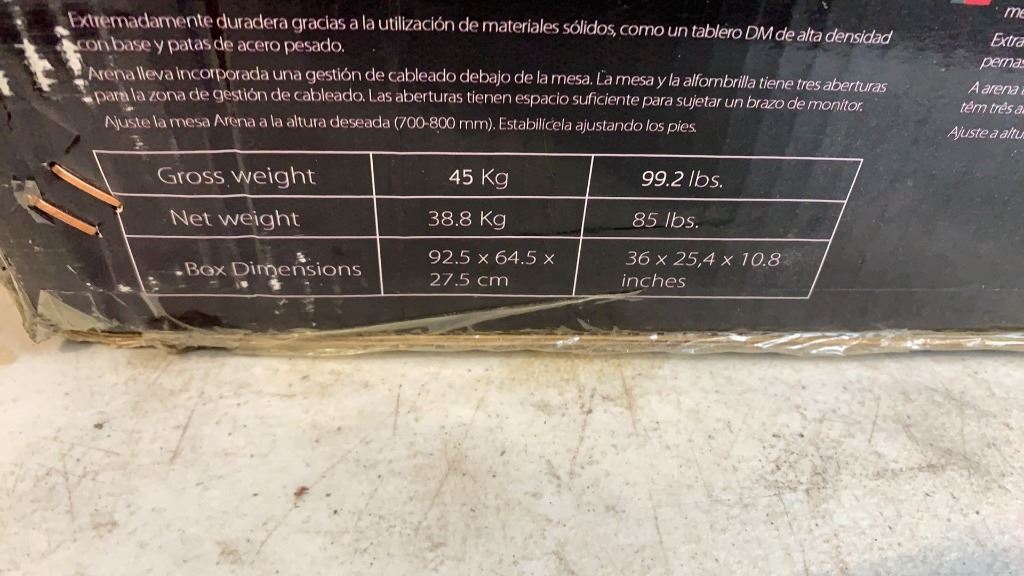 Extremadamente duradera gracias a la utilización de materiales sólidos, como un tablero DM de alta densidad
con base y patas de acero pesado.
Arena lleva incorporada una gestión de cableado debajo de la mesa. La mesa y la alfombrilla tiene tres aberturas
para la zona de gestión de cableado. Las aberturas tienen espacio suficiente para sujetar un brazo de monitor.
Ajuste la mesa Arena a la altura deseada (700-800 mm). Estabilícela ajustando los pies.
Gross weight 45 Kg 99.2 lbs.
Net weight 38.8 Kg 85 lbs.
Box Dimensions 92.5 x 64.5 x 27.5 cm 36 x 25,4 x 10.8 inches
Extra
pernas
A arena
têm três a
Ajuste a altu